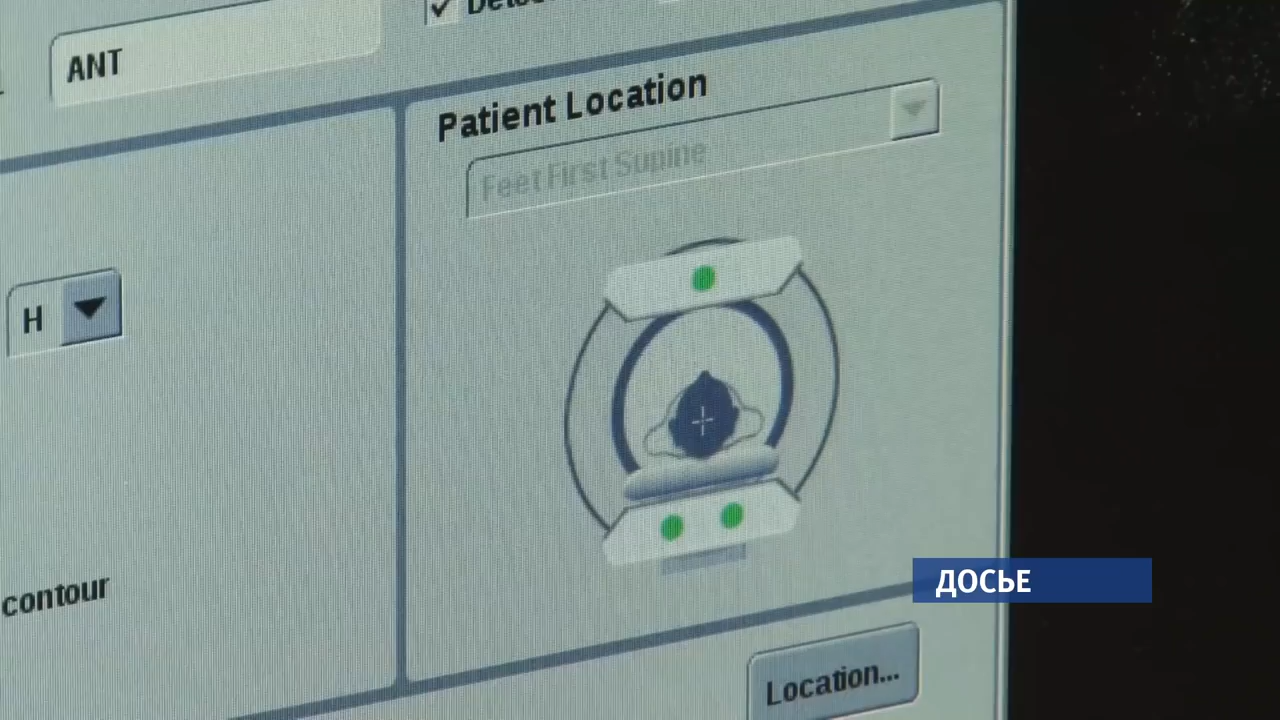 ANT
Patient Location
Feet First Supine
H
contour
ДОСЬЕ
Location...